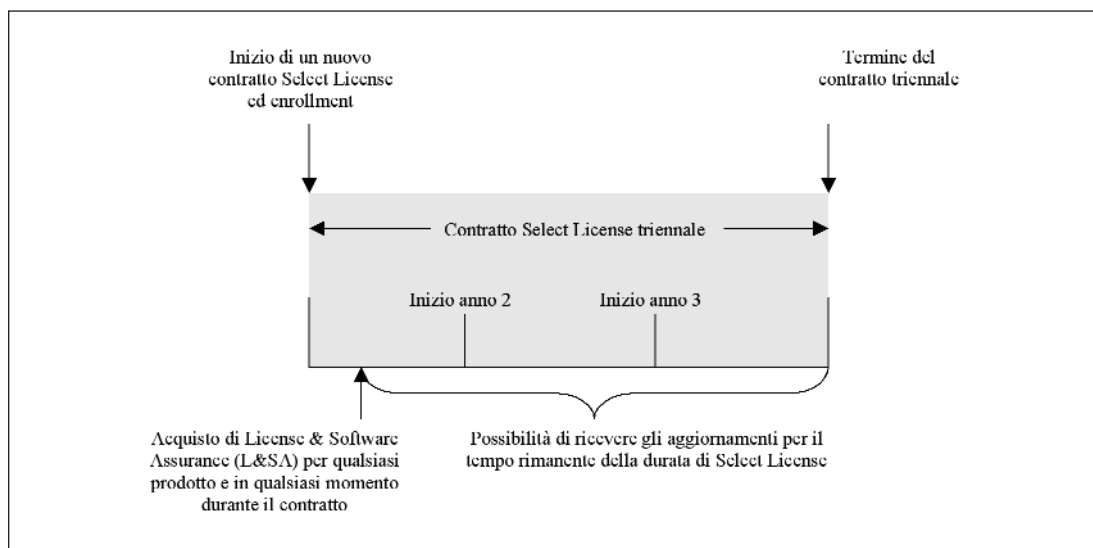 Inizio di un nuovo
contratto Select License
ed enrollment
Termine del
contratto triennale
Contratto Select License triennale
Inizio anno 2
Inizio anno 3
Acquisto di License & Software
Assurance (L&SA) per qualsiasi
prodotto e in qualsiasi momento
durante il contratto
Possibilità di ricevere gli aggiornamenti per il
tempo rimanente della durata di Select License